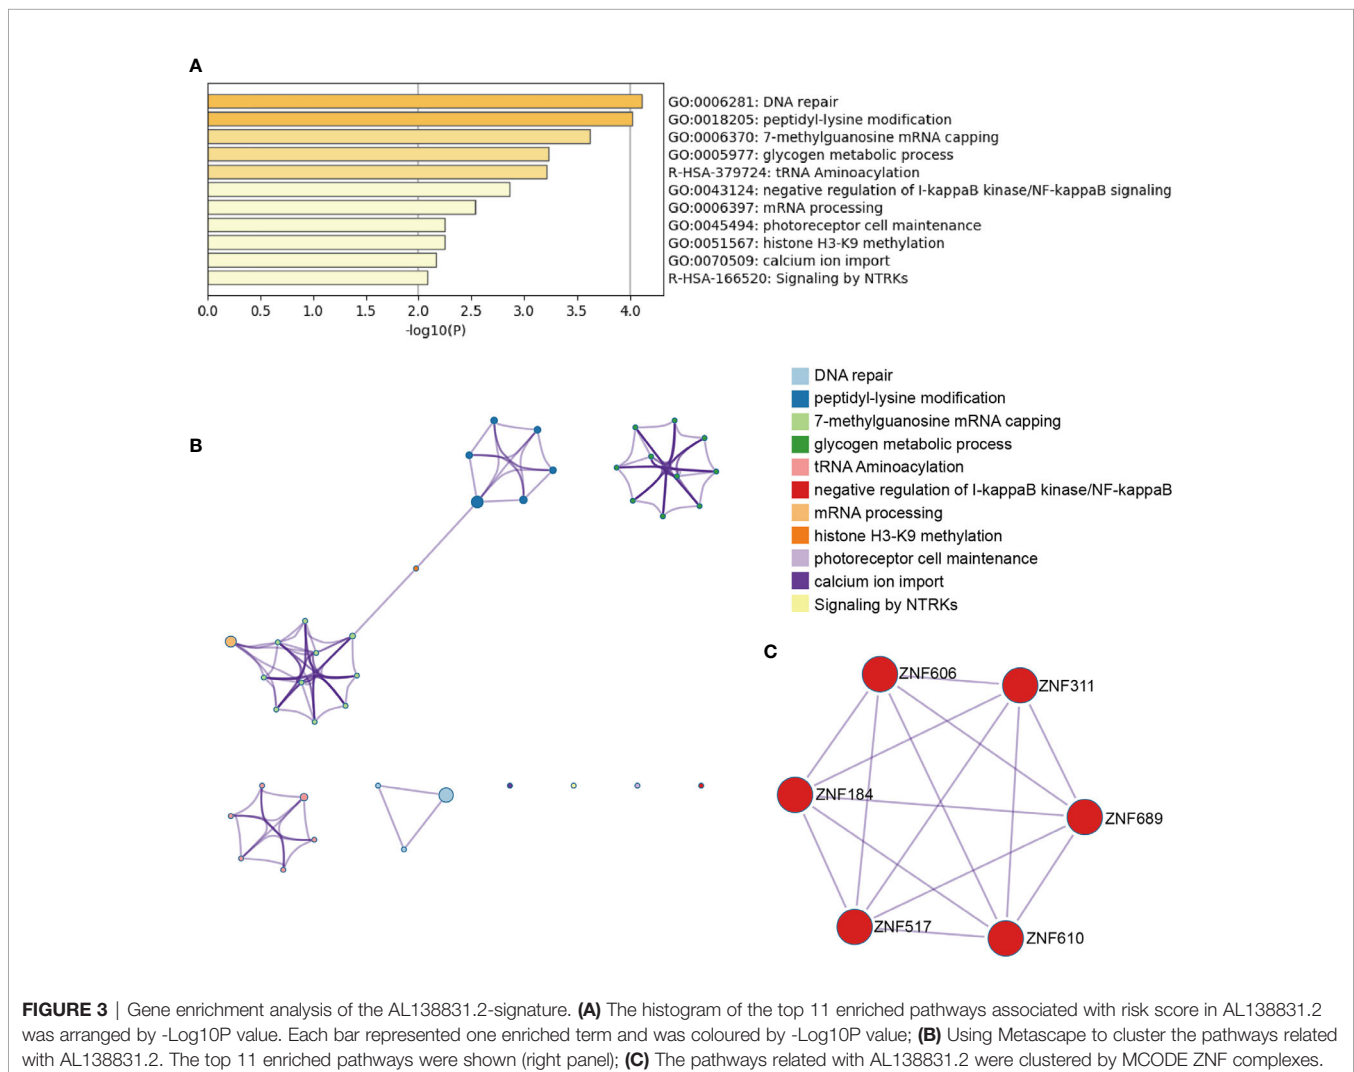 A
GO:0006281: DNA repair
GO:0018205: peptidyl-lysine modification
GO:0006370: 7-methylguanosine mRNA capping
GO:0005977: glycogen metabolic process
R-HSA-379724: tRNA Aminoacylation
GO:0043124: negative regulation of I-kappaB kinase/NF-kappaB signaling
GO:0006397: mRNA processing
GO:0045494: photoreceptor cell maintenance
GO:0051567: histone H3-K9 methylation
GO:0070509: calcium ion import
R-HSA-166520: Signaling by NTRKs
0.0 0.5 1.0 1.5 2.0 2.5 3.0 3.5 4.0
-log10(P)
B
DNA repair
peptidyl-lysine modification
7-methylguanosine mRNA capping
glycogen metabolic process
tRNA Aminoacylation
negative regulation of I-kappaB kinase/NF-kappaB
mRNA processing
histone H3-K9 methylation
photoreceptor cell maintenance
calcium ion import
Signaling by NTRKs
C
ZNF606
ZNF311
ZNF184
ZNF689
ZNF517
ZNF610
FIGURE 3 | Gene enrichment analysis of the AL138831.2-signature. (A) The histogram of the top 11 enriched pathways associated with risk score in AL138831.2
was arranged by -Log10P value. Each bar represented one enriched term and was coloured by -Log10P value; (B) Using Metascape to cluster the pathways related
with AL138831.2. The top 11 enriched pathways were shown (right panel); (C) The pathways related with AL138831.2 were clustered by MCODE ZNF complexes.